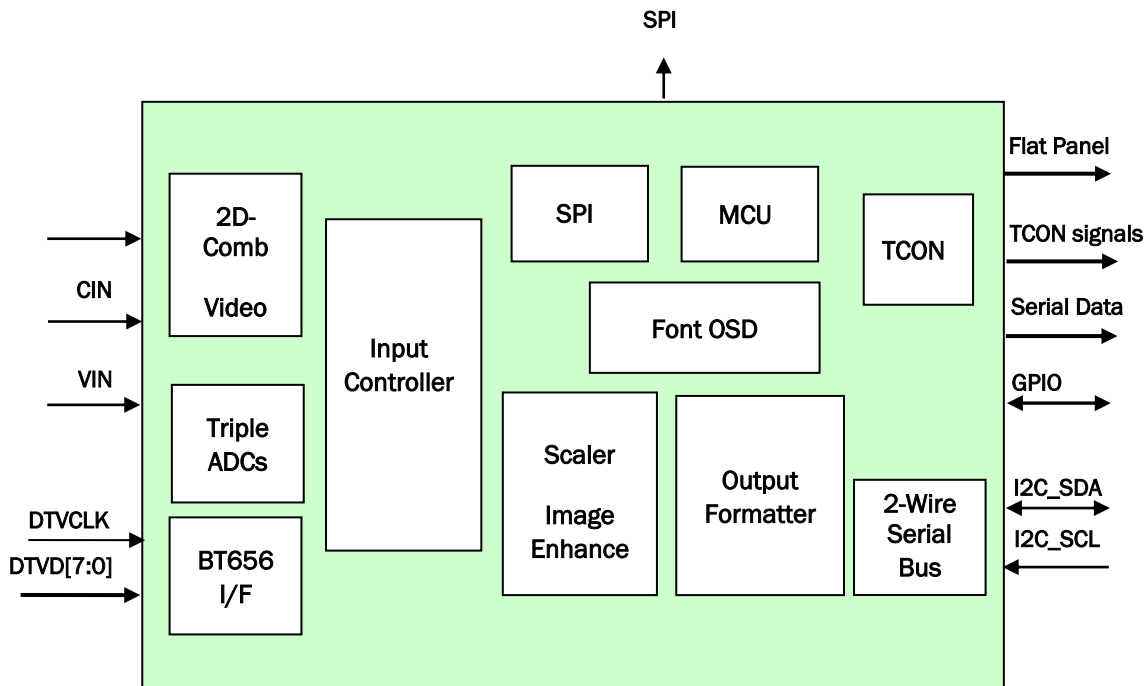 SPI
Flat Panel
TCON signals
Serial Data
GPIO
I2C_SDA
I2C_SCL
CIN
VIN
DTVCLK
DTVD[7:0]
2D-
Comb
Video
Triple
ADCs
BT656
I/F
Input
Controller
SPI
MCU
TCON
Font OSD
Scaler
Image
Enhance
Output
Formatter
2-Wire
Serial
Bus